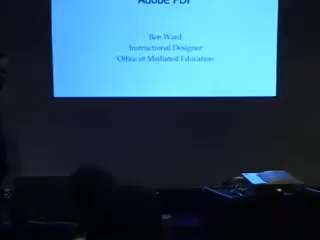 Adobe PDF
Ben Ward
Instructional Designer
Office of Mediated Education